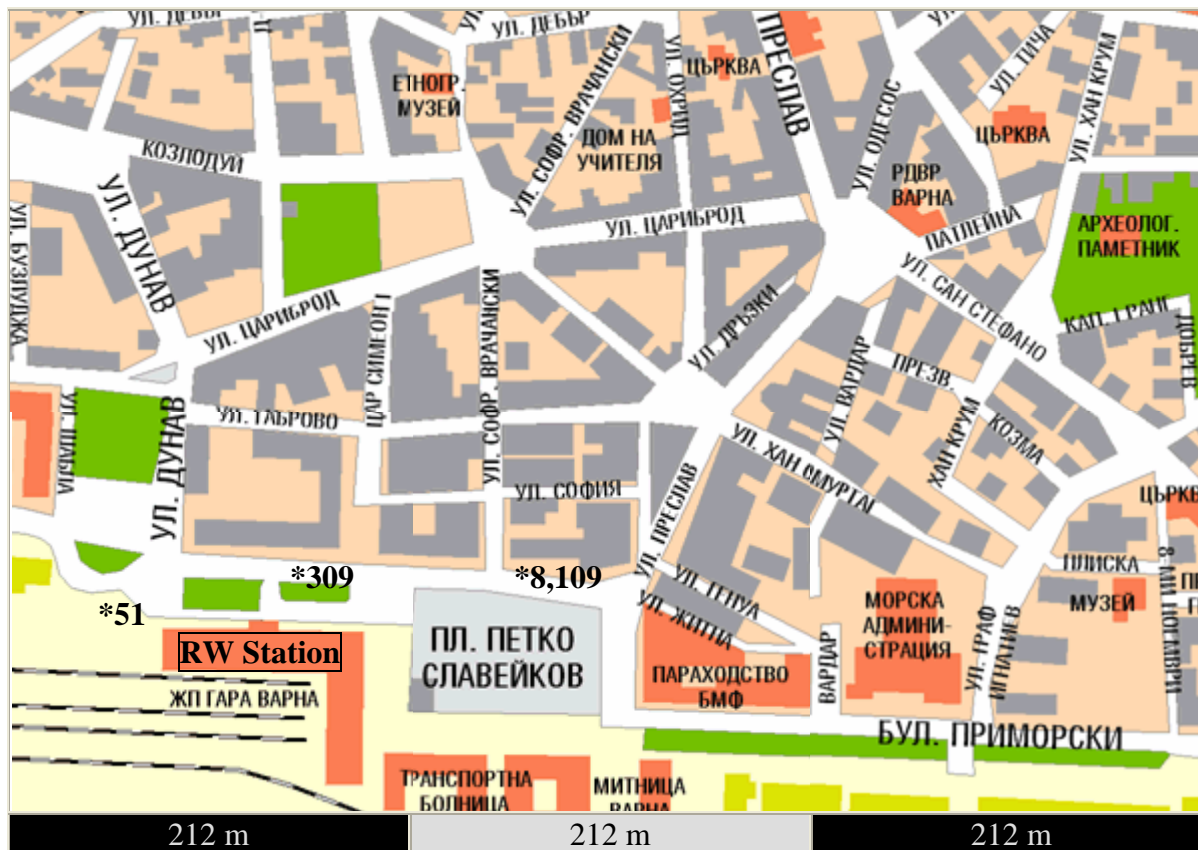 УЛ. ДЕБЪР
ПРЕСЛАВ
УЛ. СОФР. ВРАЧАНСКИ
УЛ. ОХРИД
ЦЪРКВА
УЛ. ТИЧА
УЛ. ХАН КРУМ
ЕТНОГР.
МУЗЕЙ
ДОМ НА
УЧИТЕЛЯ
УЛ. ОДЕСОС
ЦЪРКВА
КОЗЛОДУЙ
РДВР
ВАРНА
УЛ. ДУНАВ
УЛ. БУЗЛУДЖА
УЛ. ЦАРИБРОД
ПАТЛЕЙНА
АРХЕОЛОГ.
ПАМЕТНИК
УЛ. САН СТЕФАНО
УЛ. ЦАРИБРОД
ЦАР СИМЕОН I
УЛ. СОФР. ВРАЧАНСКИ
УЛ. ДРЪЗКИ
КАП. I РАНГ
ДОБРЕВ
УЛ. ВАРДАР
ПРЕЗВ.
КОЗМА
УЛ. ГАБРОВО
УЛ. ДУНАВ
ХАН КРУМ
УЛ. ХАН ОМУРТАГ
УЛ. СОФИЯ
УЛ. ПРЕСЛАВ
ЦЪРКВ
*309
*8,109
*51
УЛ. ГЕНУА
УЛ. ЖИТНА
ПЛИСКА
МУЗЕЙ
8-МИ НОЕМВРИ
МОРСКА
АДМИНИ-
СТРАЦИЯ
УЛ. ГРАФ
ИГНАТИЕВ
RW Station
ПЛ. ПЕТКО
СЛАВЕЙКОВ
ЖП ГАРА ВАРНА
ПАРАХОДСТВО
БМФ
ВАРДАР
БУЛ. ПРИМОРСКИ
ТРАНСПОРТНА
БОЛНИЦА
МИТНИЦА
ВАРНА
212 m
212 m
212 m